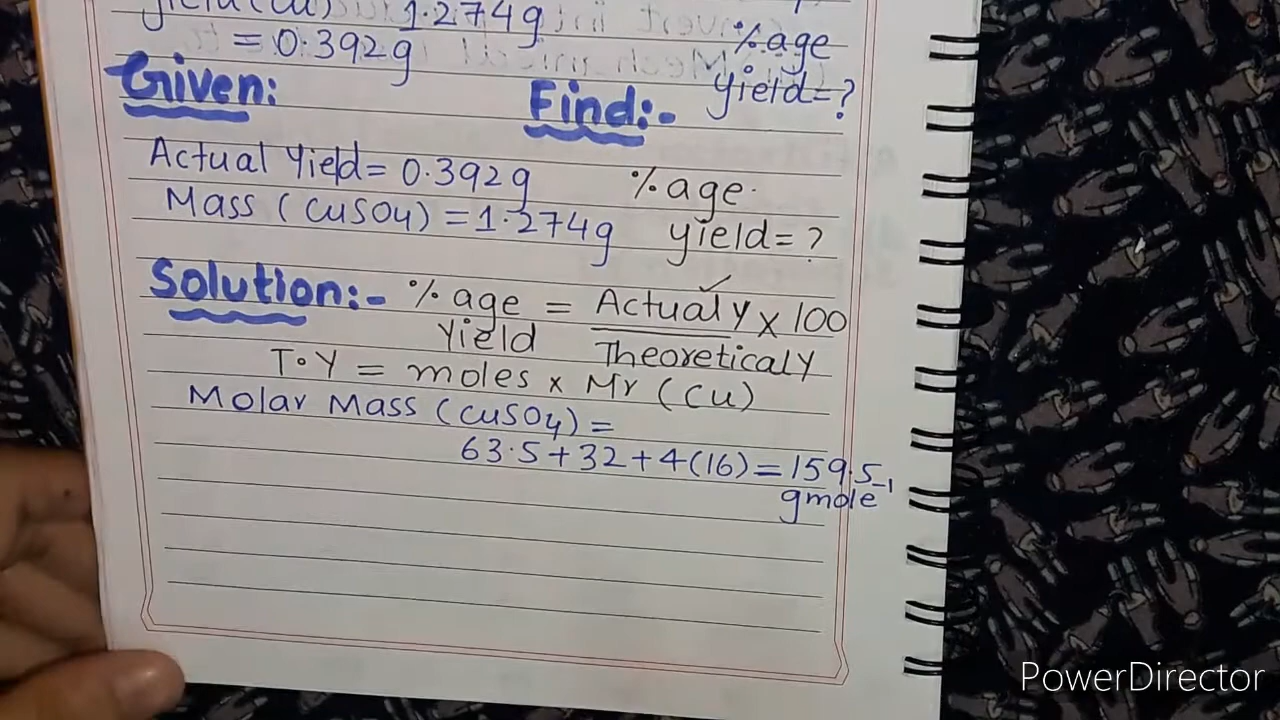 yield (Cu) 1.274g
= 0.392g %age
yield=?
Given: Find:-
Actual Yield= 0.392g %age.
Mass (CuSO4) = 1.274g yield= ?
Solution:- % age = Actual y x 100
Yield Theoretical y
T.Y = moles x Mr (Cu)
Molar Mass (CuSO4) =
63.5+32+4(16)=159.5
gmole-1
PowerDirector